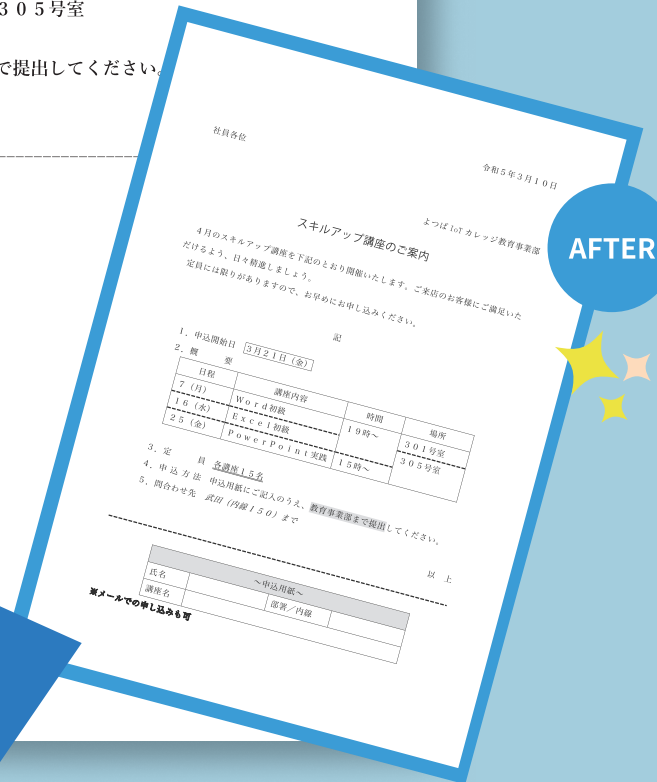 ３０５号室
で提出してください。
社員各位
令和５年３月１０日
よつば IoT カレッジ教育事業部
スキルアップ講座のご案内
４月のスキルアップ講座を下記のとおり開催いたします。ご来店のお客様にご満足いた
だけるよう、日々精進しましょう。
定員には限りがありますので、お早めにお申し込みください。
記
１．申込開始日 ３月２１日（金）
２．概　　要
日程 講座内容 時間 場所
７（月） Ｗｏｒｄ初級 １９時～ ３０１号室
１６（水） Ｅｘｃｅｌ初級 ３０５号室
２５（金） ＰｏｗｅｒＰｏｉｎｔ実践 １５時～
３．定　　員 各講座１５名
４．申込方法 申込用紙にご記入のうえ、教育事業部まで提出してください。
５．問合わせ先 武田（内線１５０）まで
以　上
～申込用紙～
氏名
講座名 部署／内線
※メールでの申し込みも可
AFTER